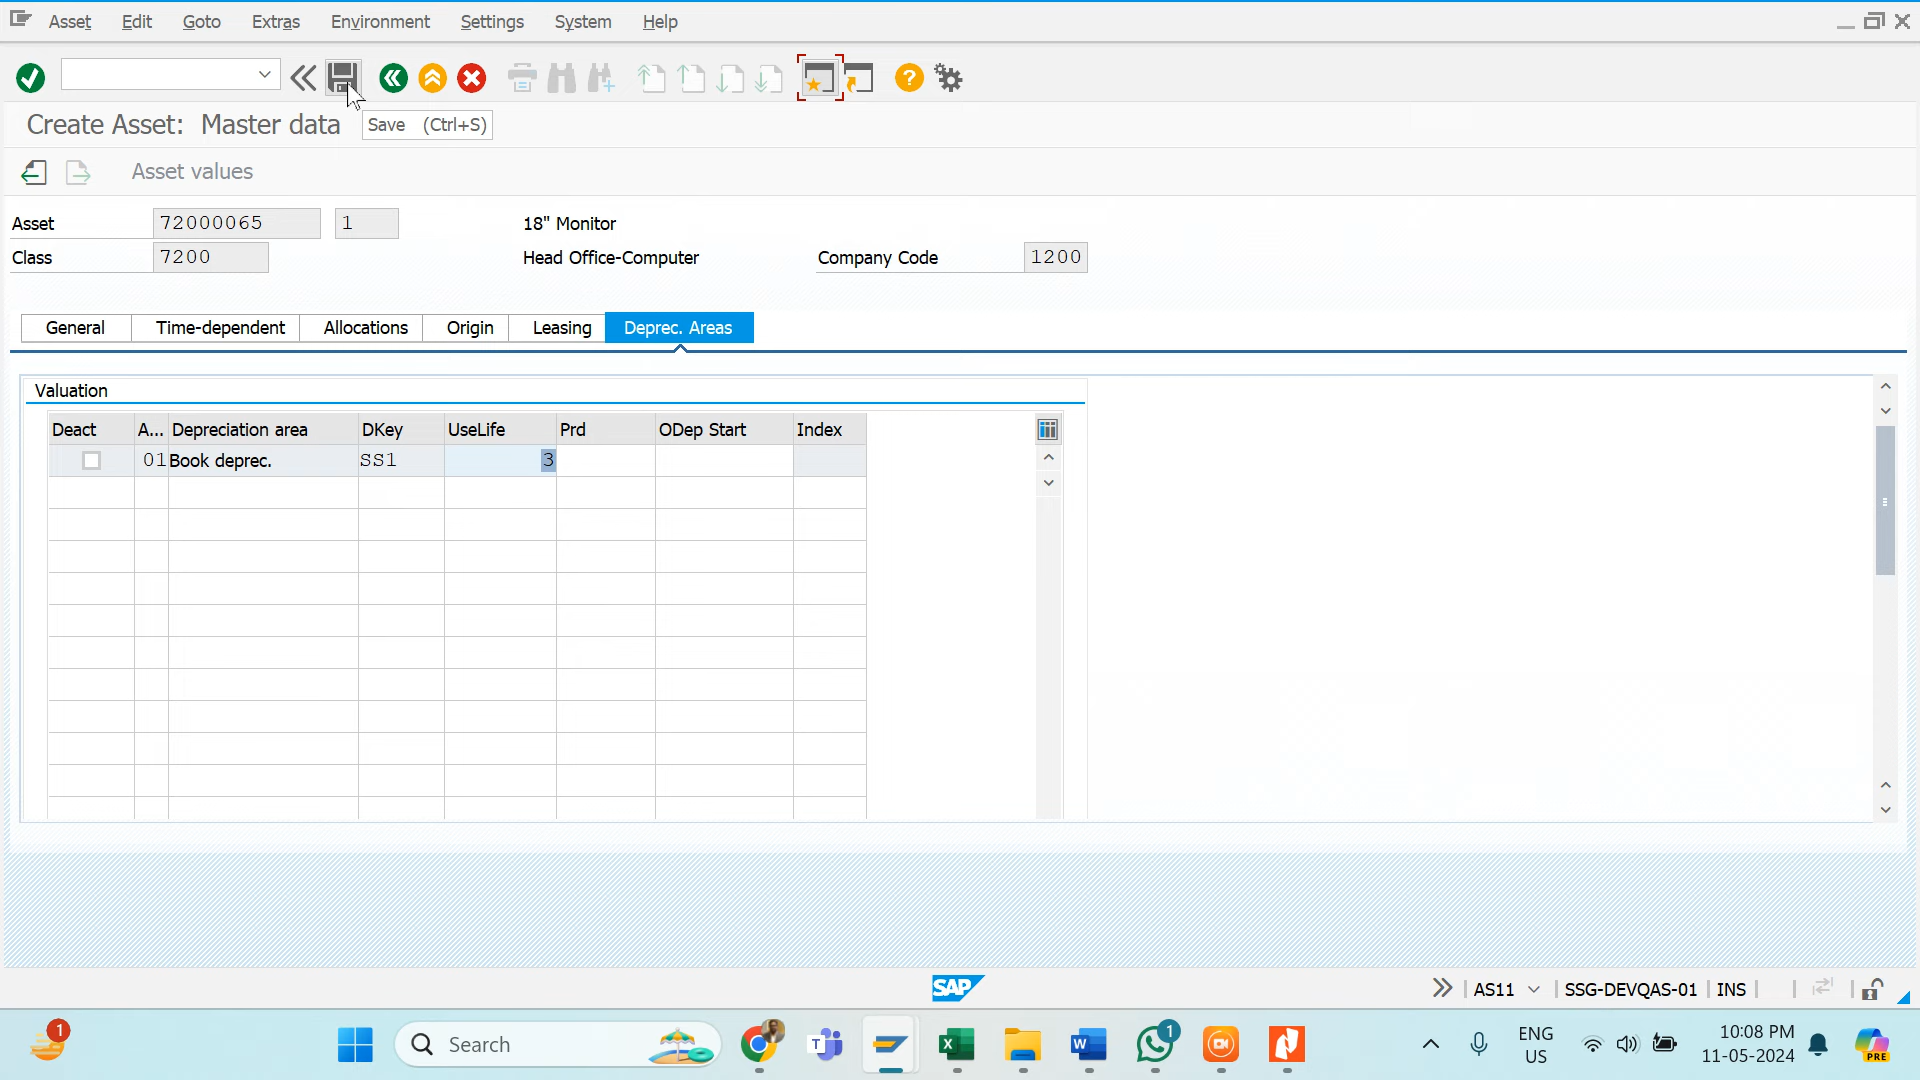 Asset Edit Goto Extras Environment Settings System Help
Create Asset: Master data
Save (Ctrl+S)
Asset values
Asset 72000065 1 18" Monitor
Class 7200 Head Office-Computer Company Code 1200
General Time-dependent Allocations Origin Leasing Deprec. Areas
Valuation
Deact A... Depreciation area DKey UseLife Prd ODep Start Index
01 Book deprec. SS1 3
SAP
AS11 SSG-DEVQAS-01 INS
1
Search
1
ENG
US
10:08 PM
11-05-2024
PRE